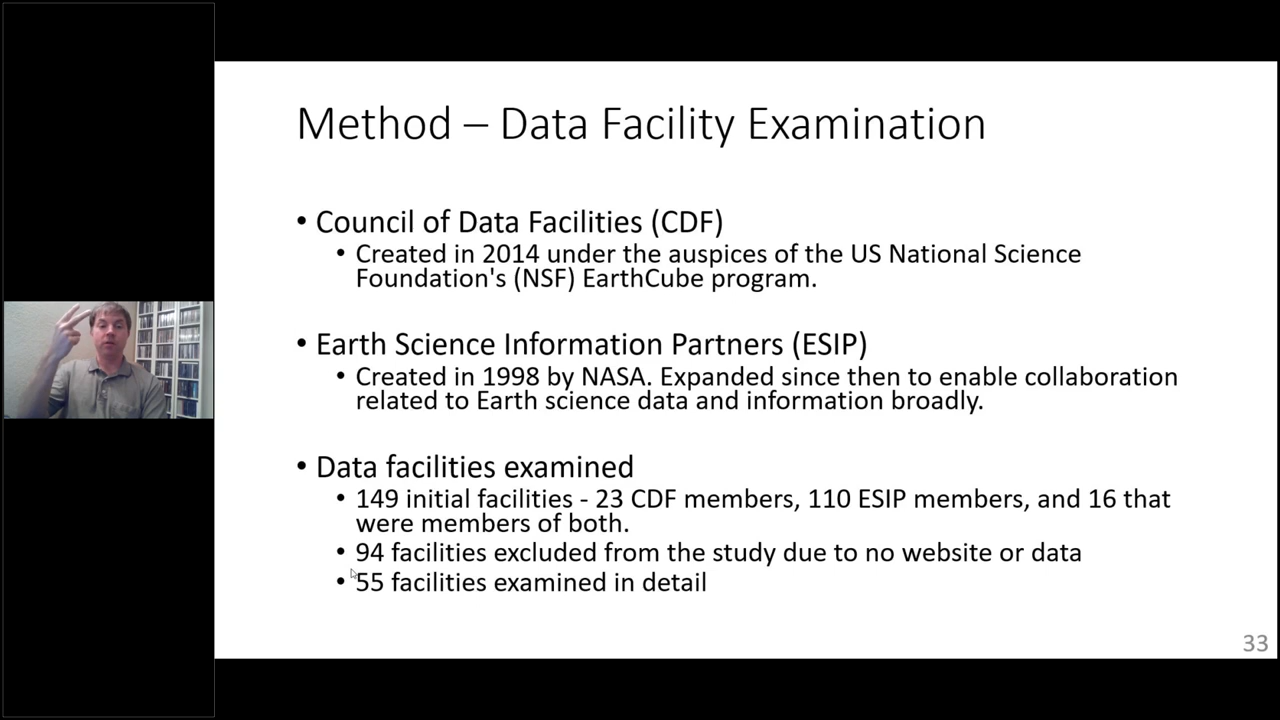 Method – Data Facility Examination
• Council of Data Facilities (CDF)
• Created in 2014 under the auspices of the US National Science
Foundation's (NSF) EarthCube program.
• Earth Science Information Partners (ESIP)
• Created in 1998 by NASA. Expanded since then to enable collaboration
related to Earth science data and information broadly.
• Data facilities examined
• 149 initial facilities - 23 CDF members, 110 ESIP members, and 16 that
were members of both.
• 94 facilities excluded from the study due to no website or data
• 55 facilities examined in detail
33